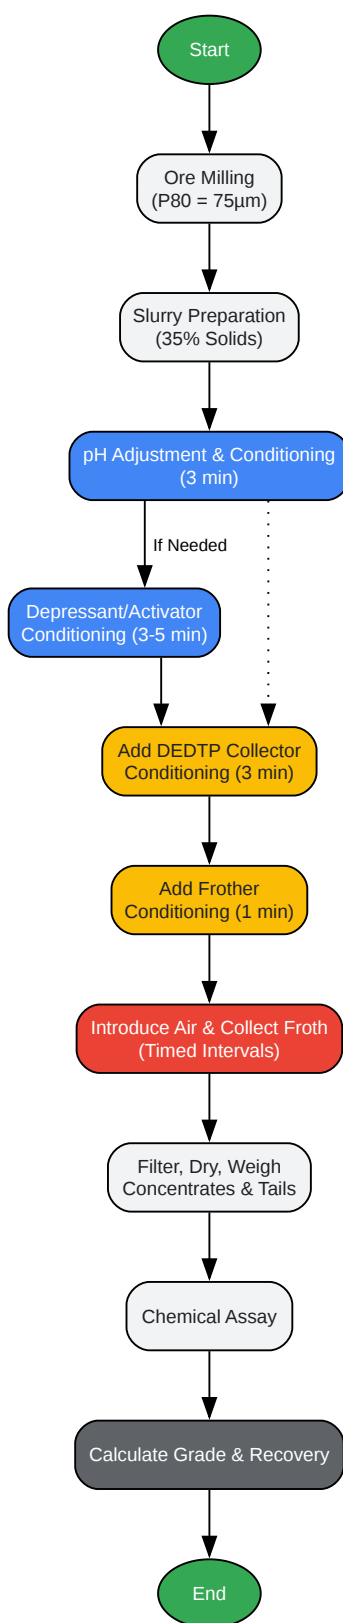 Start
Ore Milling
(P80 = 75µm)
Slurry Preparation
(35% Solids)
pH Adjustment & Conditioning
(3 min)
If Needed
Depressant/Activator
Conditioning (3-5 min)
Add DEDTP Collector
Conditioning (3 min)
Add Frother
Conditioning (1 min)
Introduce Air & Collect Froth
(Timed Intervals)
Filter, Dry, Weigh
Concentrates & Tails
Chemical Assay
Calculate Grade & Recovery
End